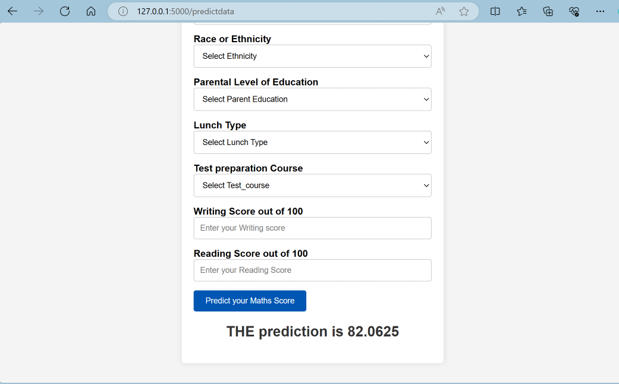 127.0.0.1:5000/predictdata
Race or Ethnicity
Select Ethnicity
Parental Level of Education
Select Parent Education
Lunch Type
Select Lunch Type
Test preparation Course
Select Test_course
Writing Score out of 100
Enter your Writing score
Reading Score out of 100
Enter your Reading Score
Predict your Maths Score
THE prediction is 82.0625